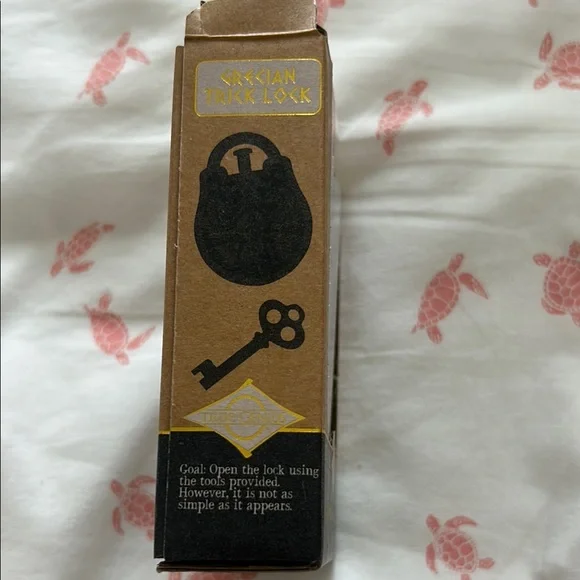 GRECIAN
TRICK LOCK
Goal: Open the lock using
the tools provided.
However, it is not as
simple as it appears.